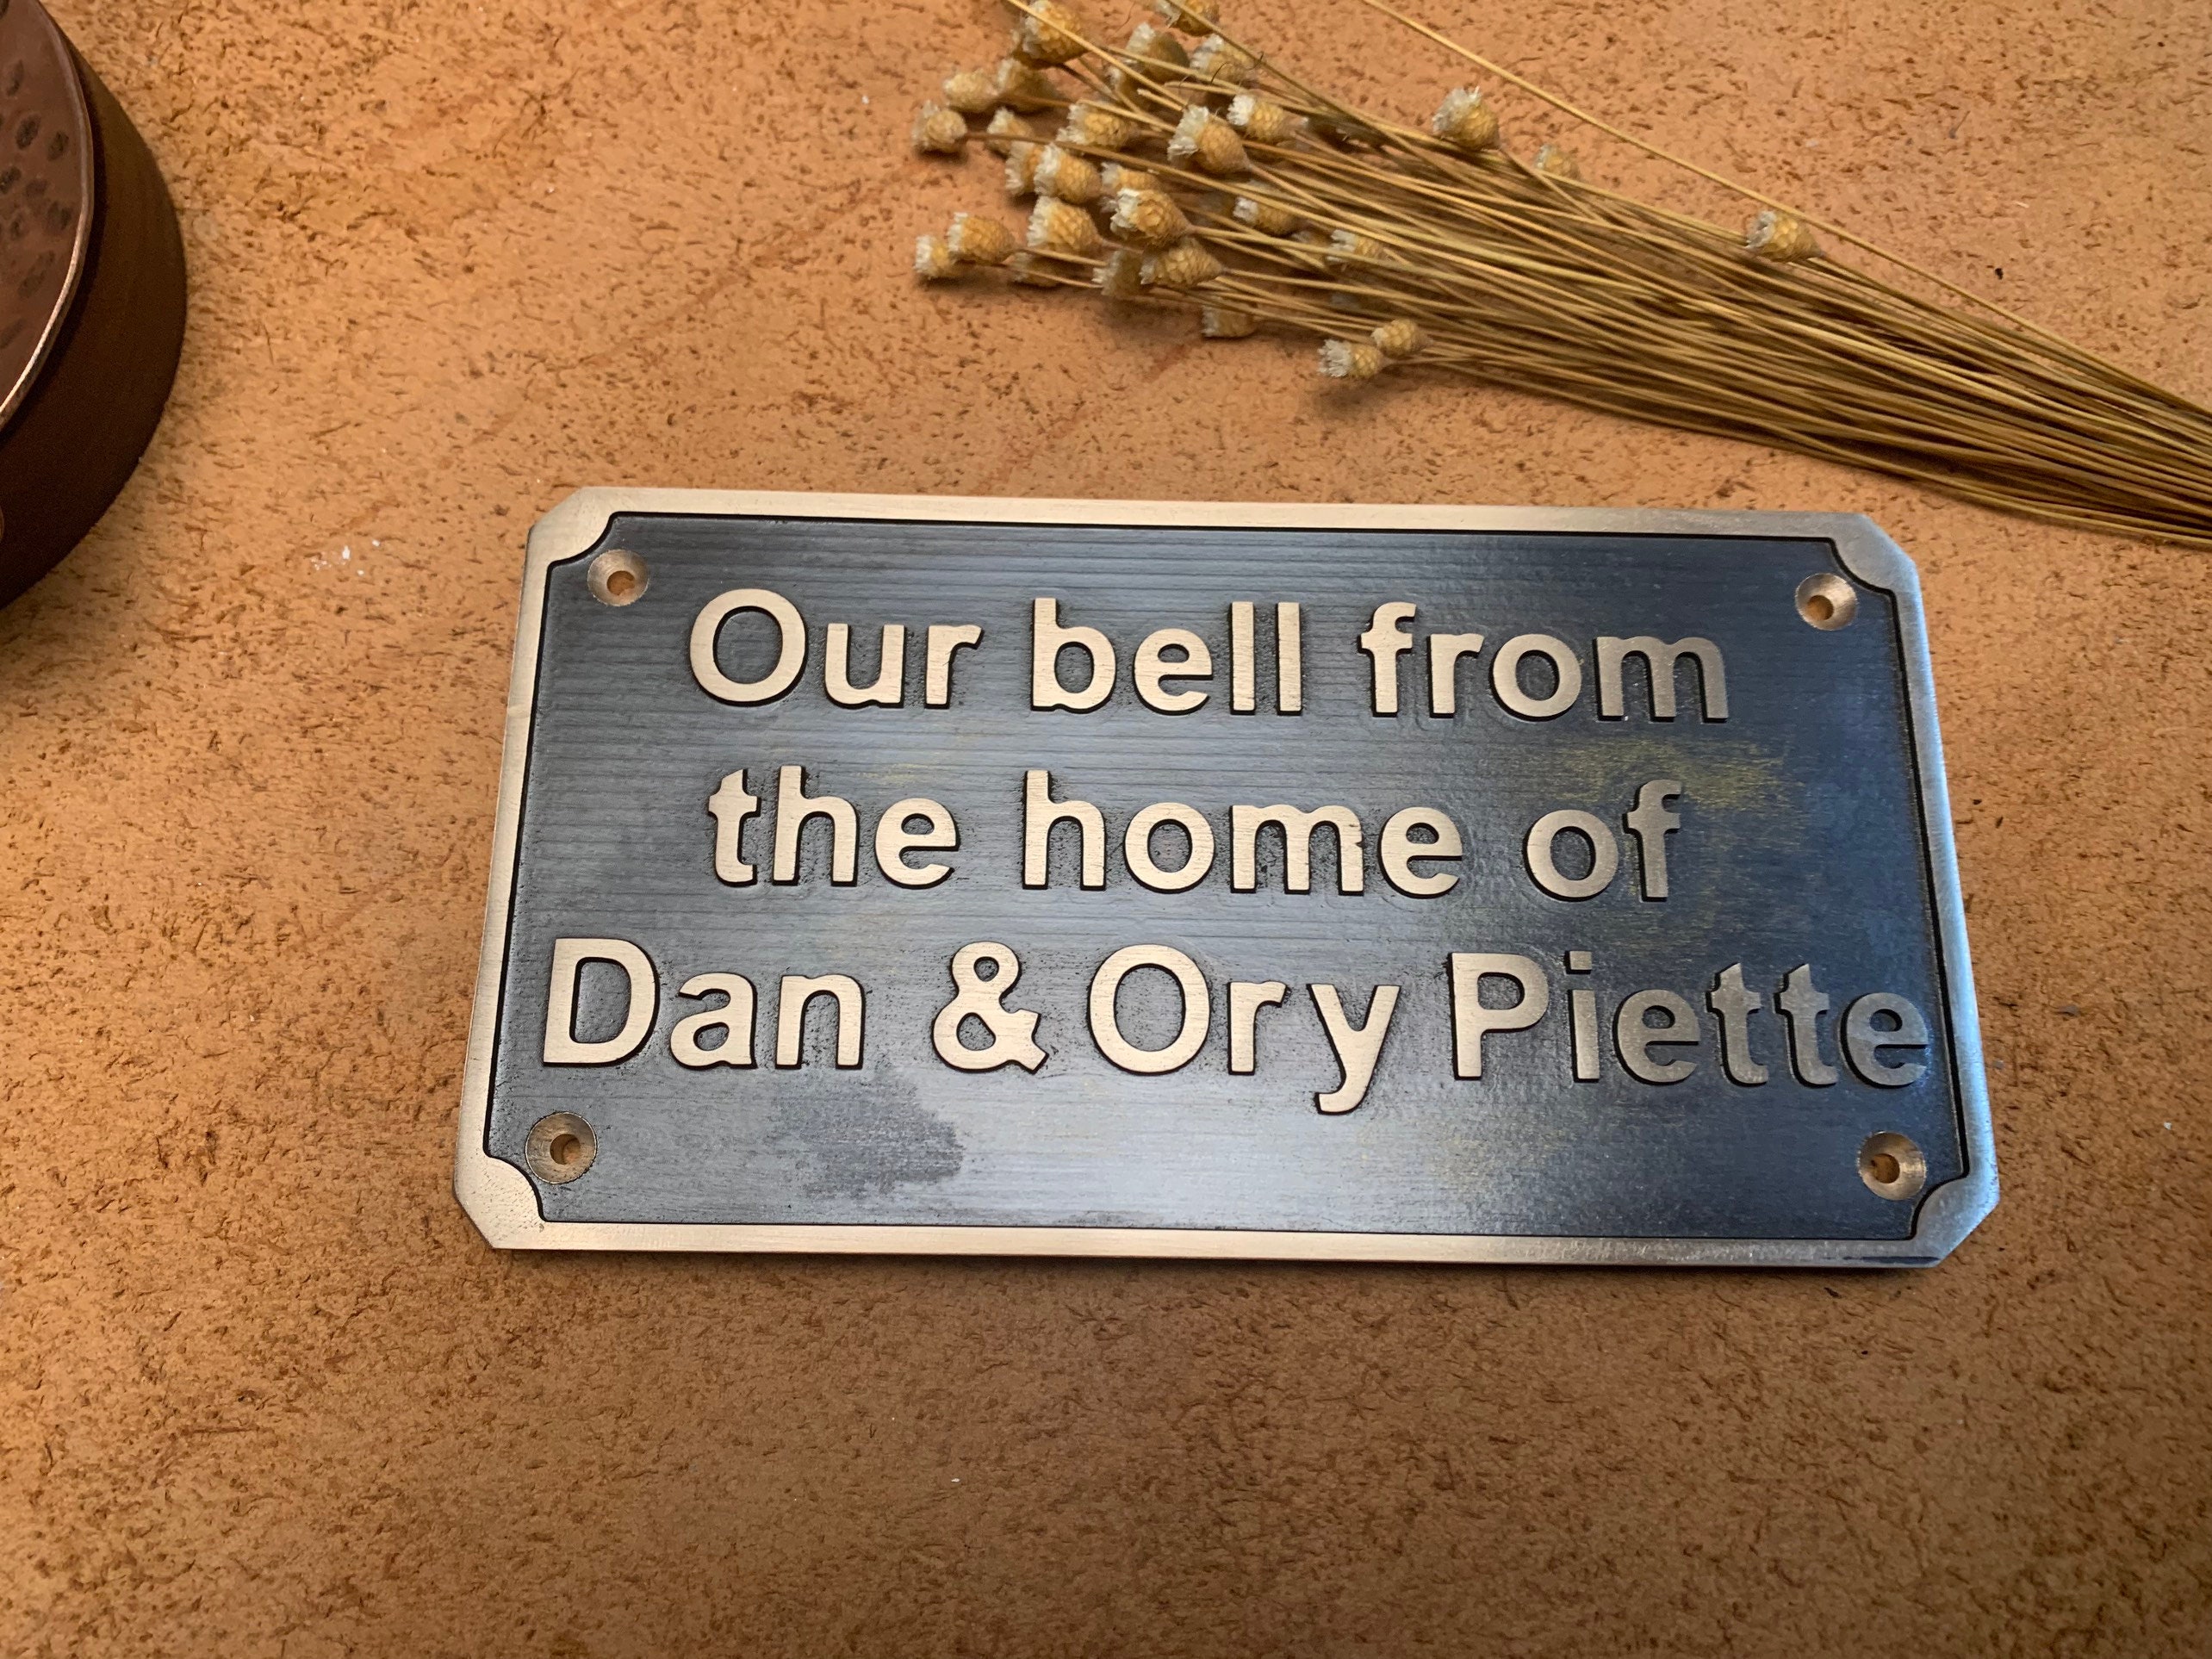 Our bell from
the home of
Dan & Ory Piette